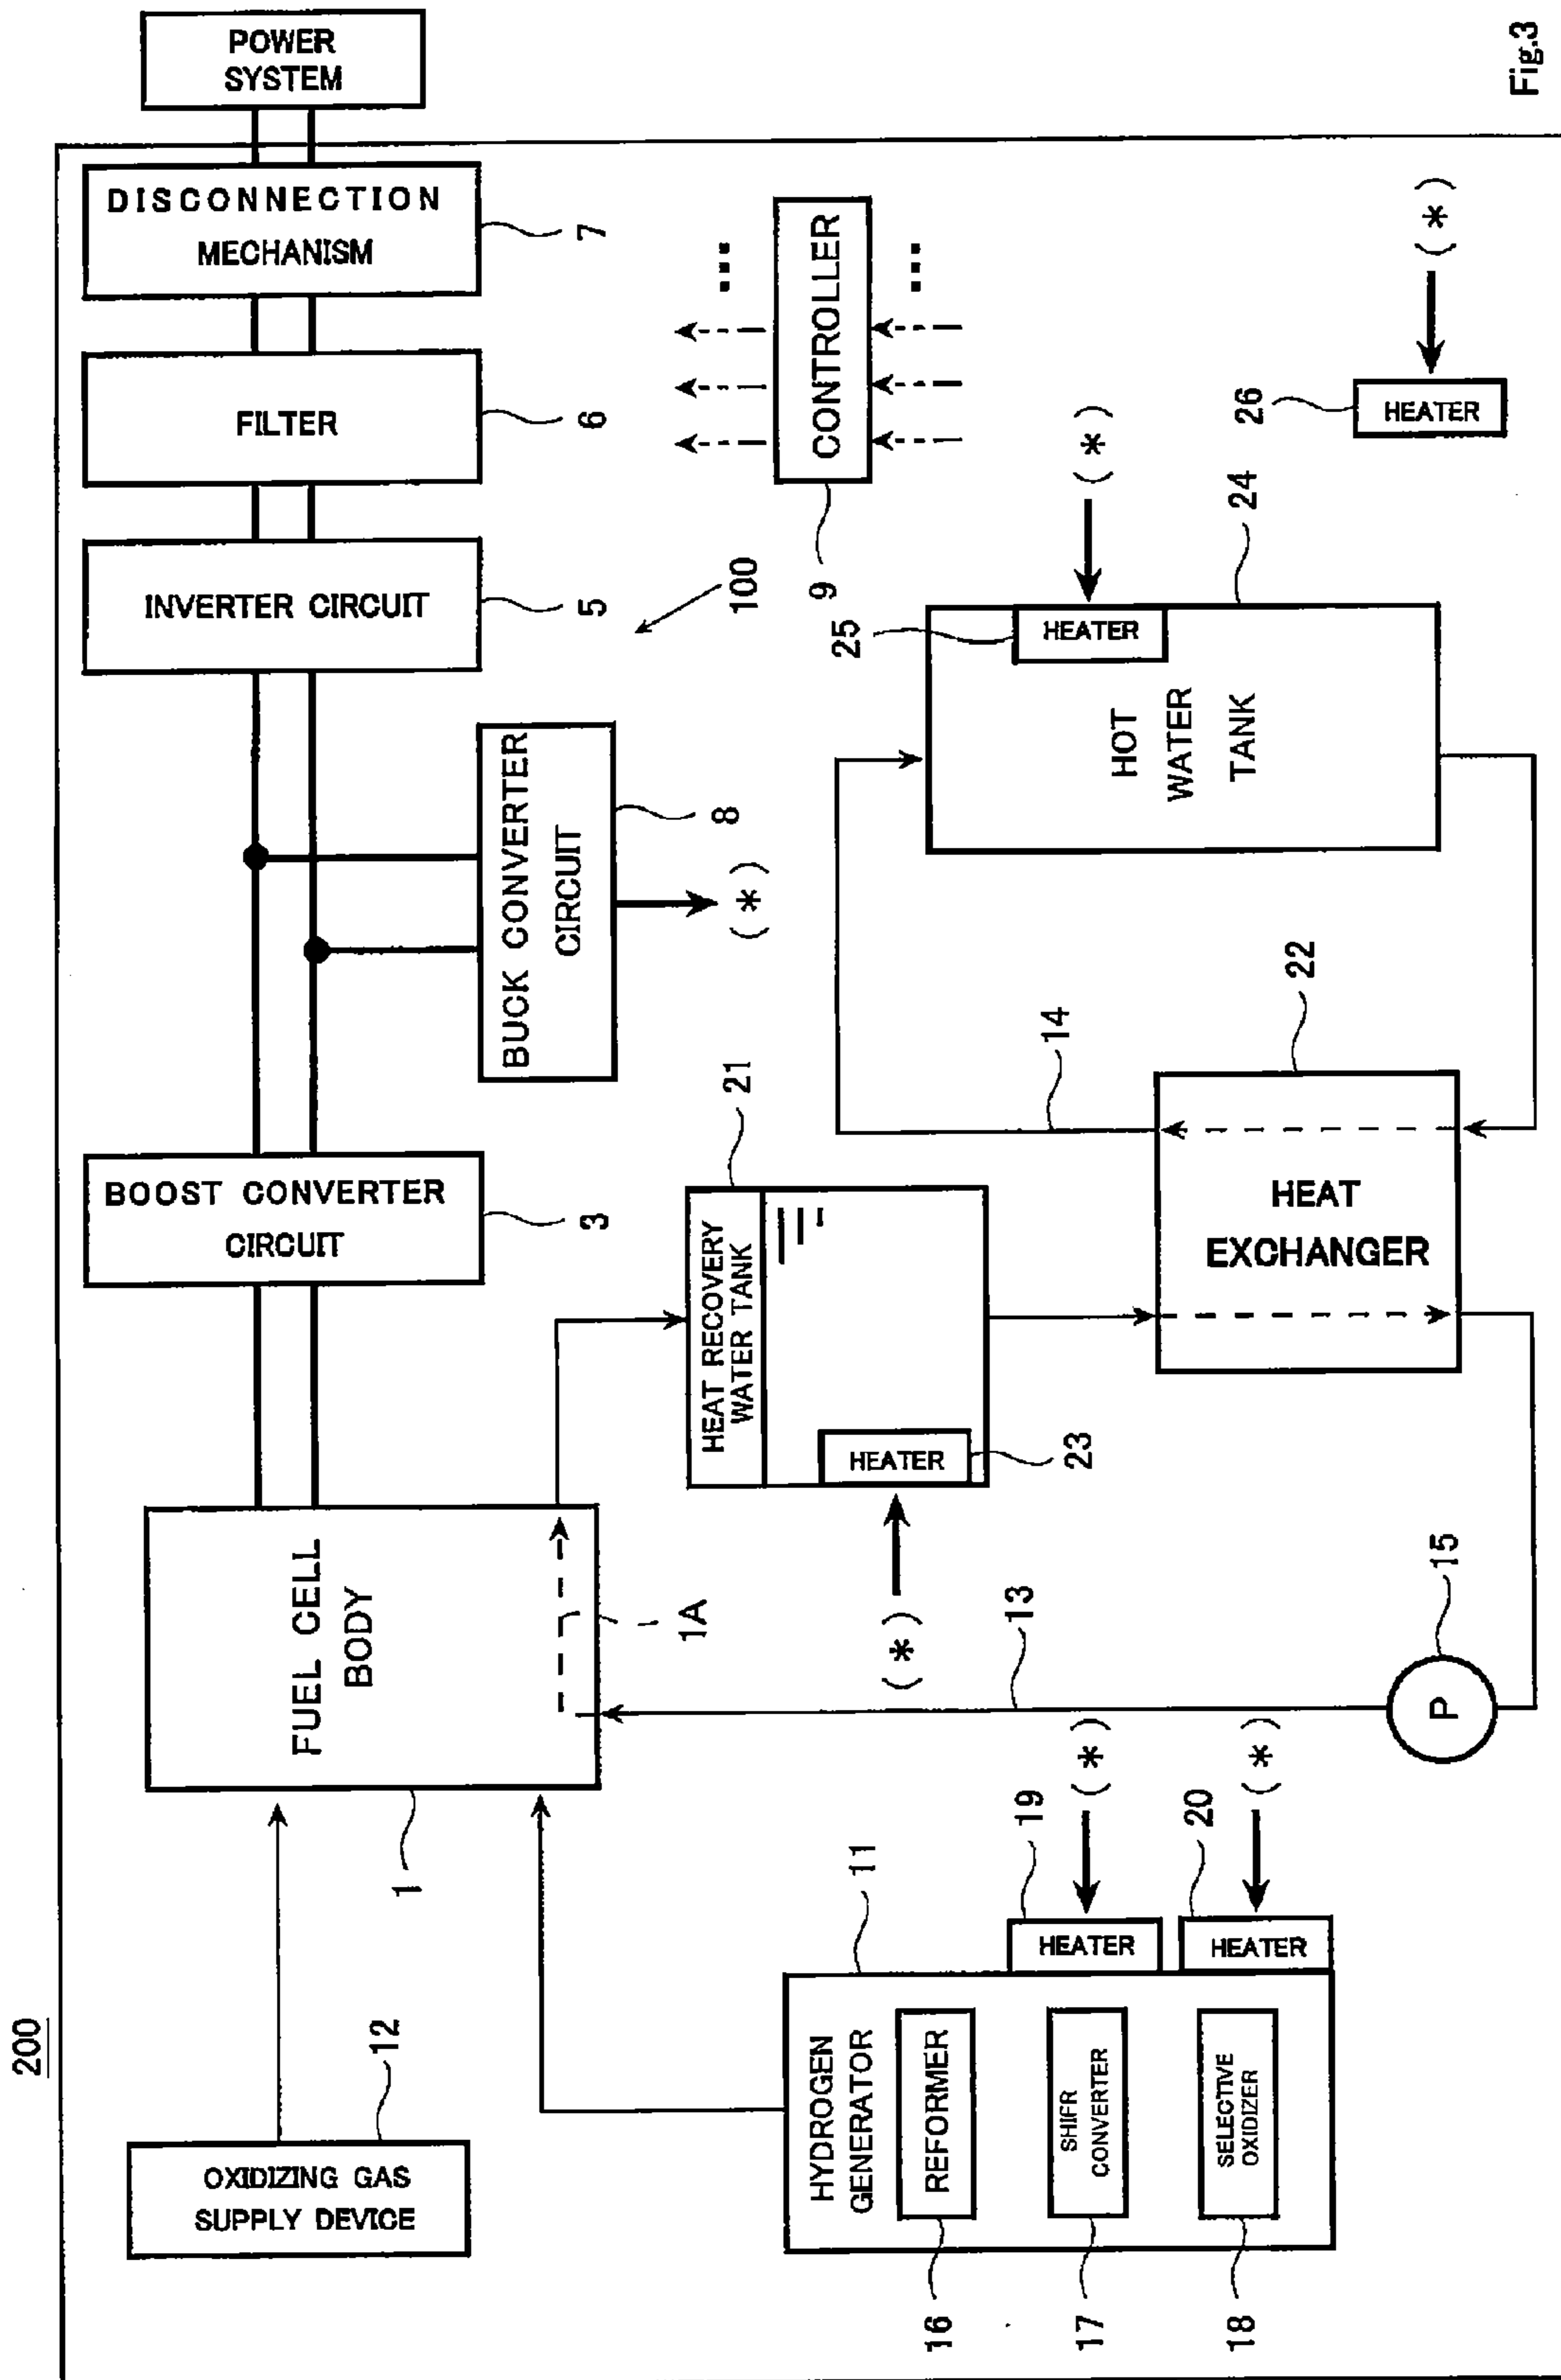 200
POWER
SYSTEM
DISCONNECTION
MECHANISM
7
FILTER
6
INVERTER CIRCUIT
5
100
BUCK CONVERTER
CIRCUIT
8
(*)
BOOST CONVERTER
CIRCUIT
3
FUEL CELL
BODY
1
1A
OXIDIZING GAS
SUPPLY DEVICE
12
CONTROLLER
9
HYDROGEN
GENERATOR
11
REFORMER
16
SHIFR
CONVERTER
17
SELECTIVE
OXIDIZER
18
HEATER
19
(*)
HEATER
20
(*)
HEAT RECOVERY
WATER TANK
21
HEATER
23
(*)
13
P
15
HEAT
EXCHANGER
22
14
HOT
WATER
TANK
24
HEATER
25
(*)
HEATER
26
(*)
Fig.3